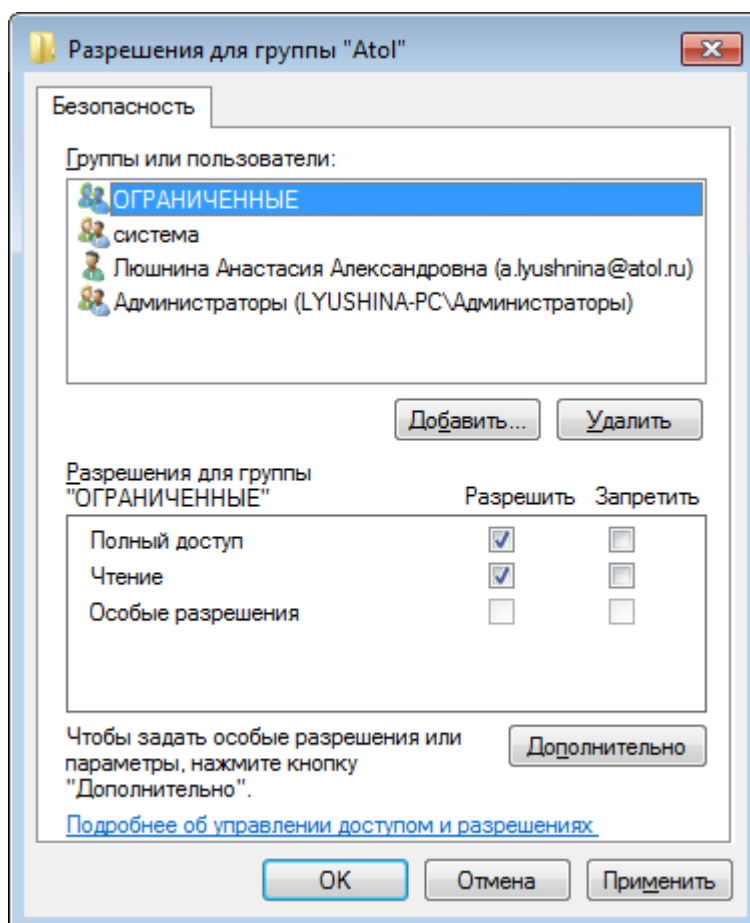 Разрешения для группы "Atol"
Безопасность
Группы или пользователи:
ОГРАНИЧЕННЫЕ
система
Люшнина Анастасия Александровна (a.lyushnina@atol.ru)
Администраторы (LYUSHINA-PC\Администраторы)
Добавить... Удалить
Разрешения для группы
"ОГРАНИЧЕННЫЕ" Разрешить Запретить
Полный доступ
Чтение
Особые разрешения
Чтобы задать особые разрешения или
параметры, нажмите кнопку
"Дополнительно".
Дополнительно
Подробнее об управлении доступом и разрешениях
OK Отмена Применить